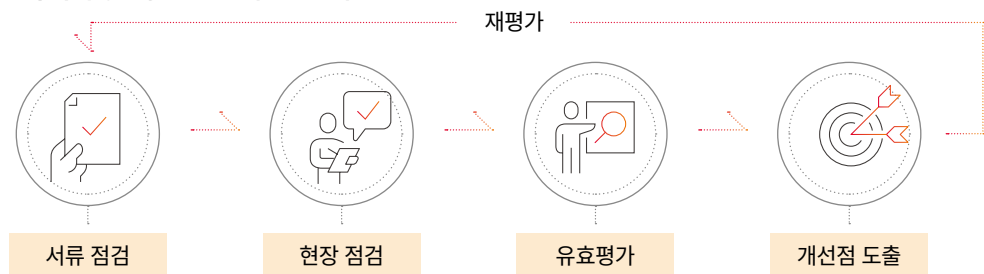 재평가
서류 점검
현장 점검
유효평가
개선점 도출